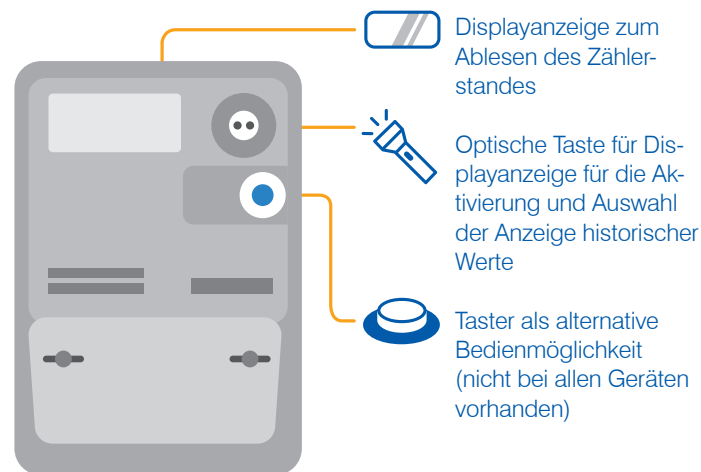 Displayanzeige zum
Ablesen des Zähler-
standes
Optische Taste für Dis-
playanzeige für die Ak-
tivierung und Auswahl
der Anzeige historischer
Werte
Taster als alternative
Bedienmöglichkeit
(nicht bei allen Geräten
vorhanden)